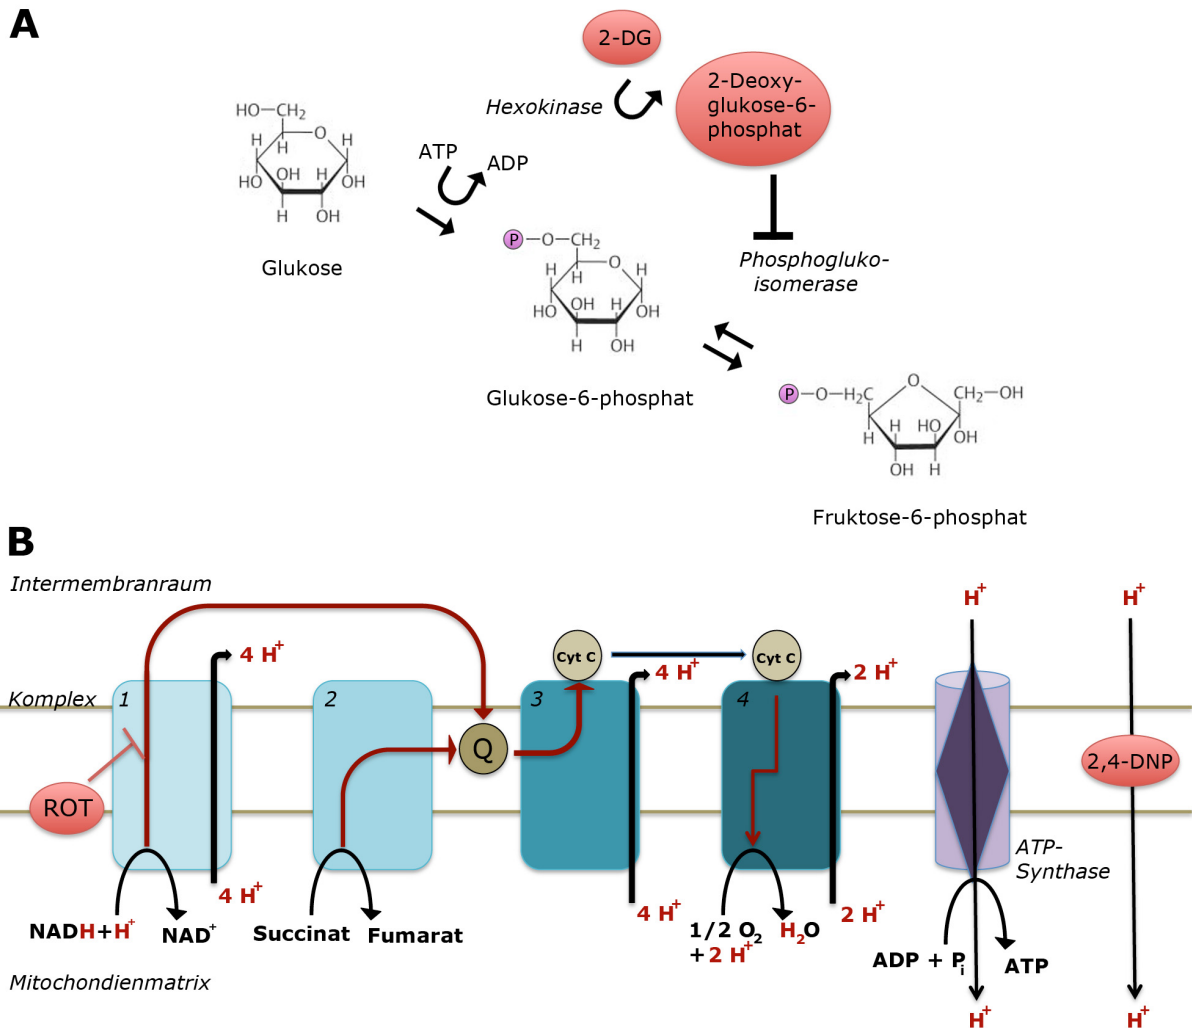 A
2-DG
2-Deoxy-
glukose-6-
phosphat
Hexokinase
HO–CH2
O
H
H
H
OH
H
HO
OH
H
OH
ATP
ADP
Glukose
P–O–CH2
O
H
H
H
OH
H
HO
OH
H
OH
Phosphogluko-
isomerase
Glukose-6-phosphat
P–O–H2C
O
CH2–OH
H
HO
H
OH
OH
H
Fruktose-6-phosphat
B
Intermembranraum
H+
H+
4 H+
Cyt C
Cyt C
4 H+
2 H+
Komplex
1
2
3
4
Q
2,4-DNP
ROT
ATP-
Synthase
4 H+
4 H+
2 H+
NADH+H+
NAD+
Succinat
Fumarat
1/2 O2
+2 H+
H2O
ADP + Pi
ATP
Mitochondienmatrix
H+
H+